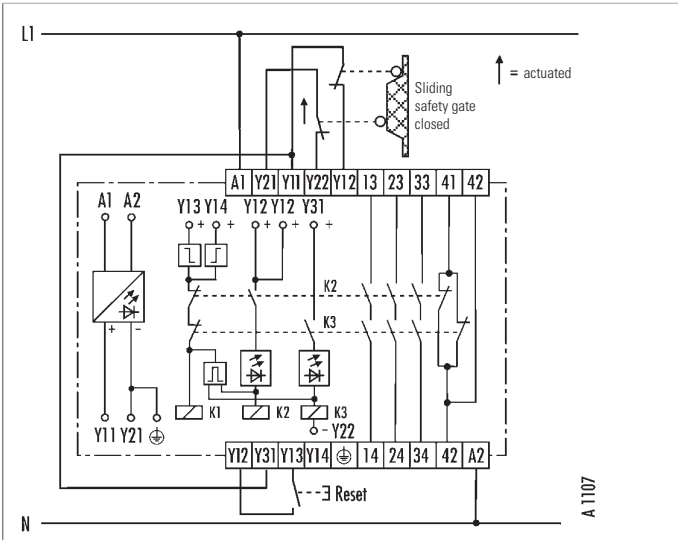 L1
= actuated
Sliding
safety gate
closed
A1 Y21 Y11 Y22 Y12 13 23 33 41 42
A1 A2 Y13 Y14 Y12 Y12 Y31
+ + + + +
K2
K3
+ –
K1 K2 K3
– Y22
Y11 Y21
Y12 Y31 Y13 Y14 14 24 34 42 A2
Reset
N
A 1107